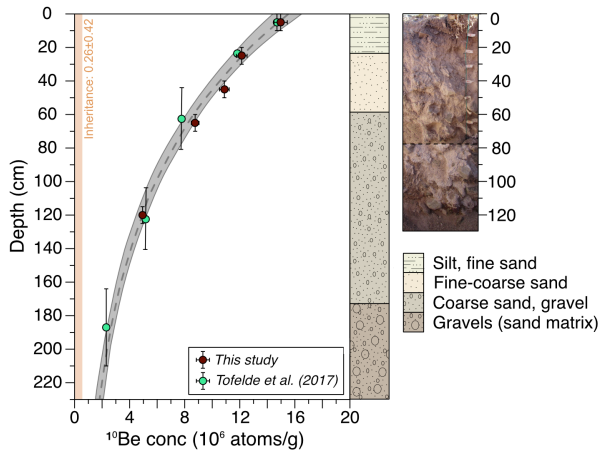 0
20
40
60
80
100
120
140
160
180
200
220
Depth (cm)
Inheritance: 0.26±0.42
0 4 8 12 16 20
¹⁰Be conc (10⁶ atoms/g)
This study
Tofelde et al. (2017)
0
20
40
60
80
100
120
Silt, fine sand
Fine-coarse sand
Coarse sand, gravel
Gravels (sand matrix)